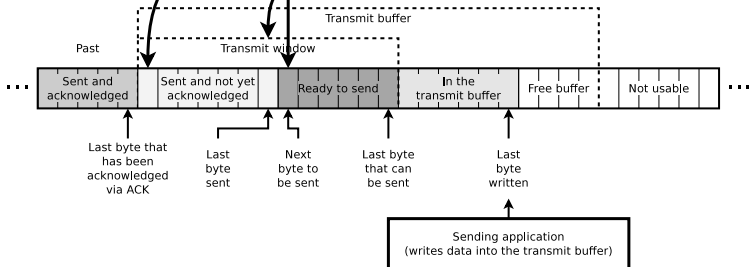 Transmit buffer
Past
Transmit window
Sent and
acknowledged
Sent and not yet
acknowledged
Ready to send
In the
transmit buffer
Free buffer
Not usable
Last byte that
has been
acknowledged
via ACK
Last
byte
sent
Next
byte to
be sent
Last byte
that can
be sent
Last
byte
written
Sending application
(writes data into the transmit buffer)